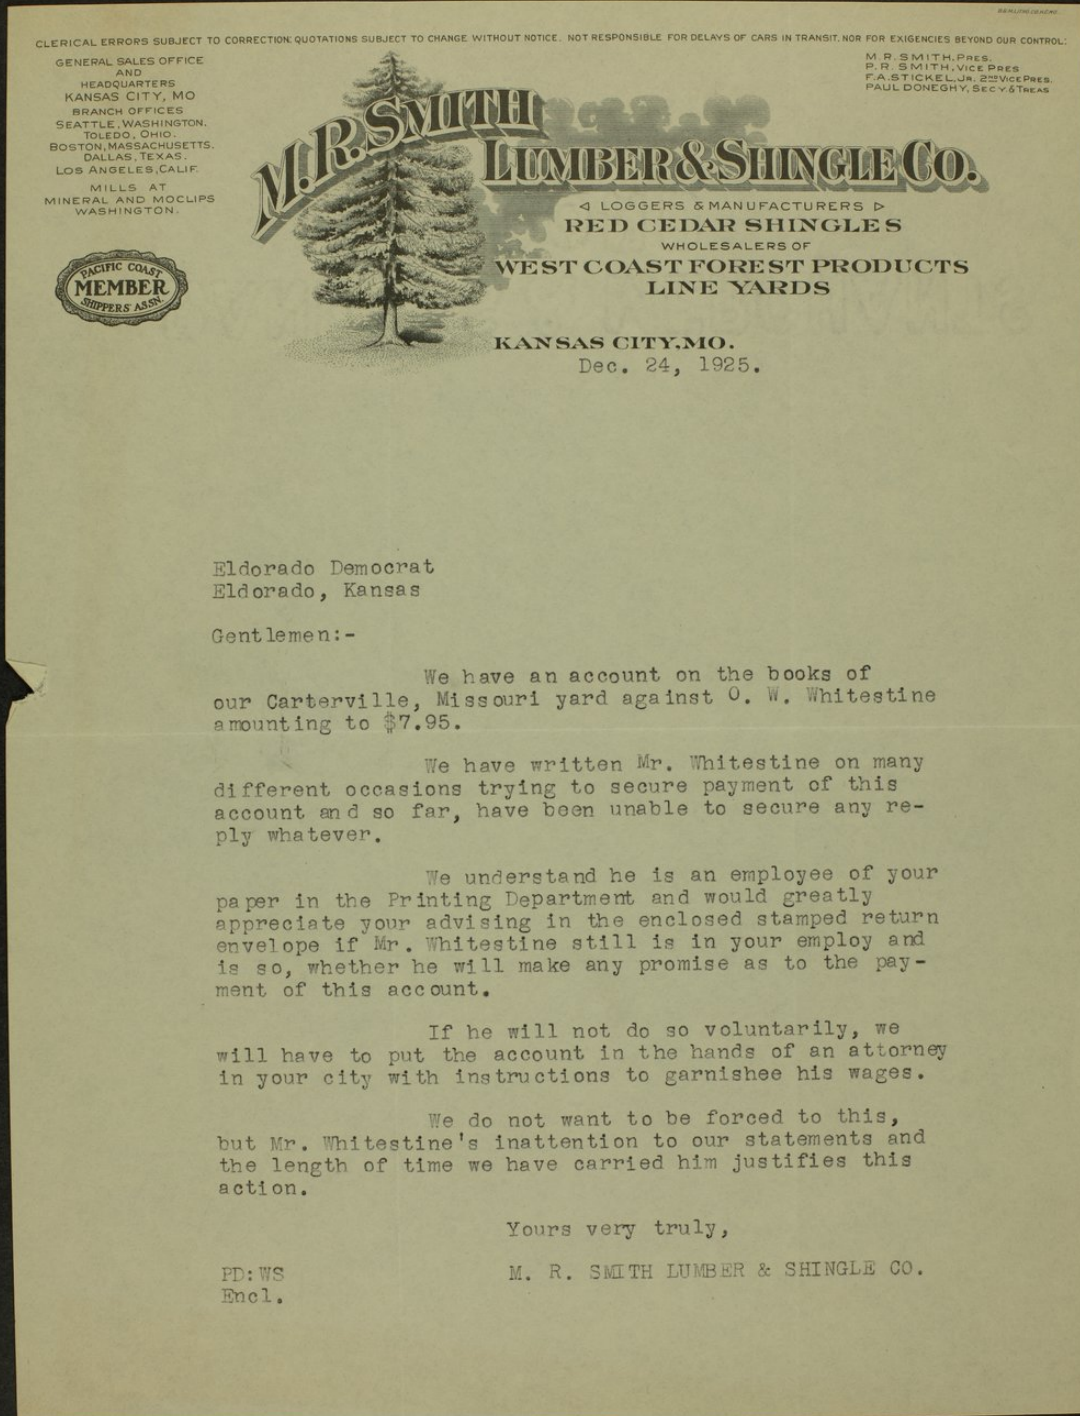 CLERICAL ERRORS SUBJECT TO CORRECTION. QUOTATIONS SUBJECT TO CHANGE WITHOUT NOTICE. NOT RESPONSIBLE FOR DELAYS OF CARS IN TRANSIT, NOR FOR EXIGENCIES BEYOND OUR CONTROL.
GENERAL SALES OFFICE
AND
HEADQUARTERS
KANSAS CITY, MO
BRANCH OFFICES
SEATTLE, WASHINGTON.
TOLEDO, OHIO.
BOSTON, MASSACHUSETTS.
DALLAS, TEXAS.
LOS ANGELES, CALIF.
MILLS AT
MINERAL AND MOCLIPS
WASHINGTON.
M. R. SMITH, PRES.
P. R. SMITH, VICE PRES
F. A. STICKEL, JR. 2ND VICE PRES.
PAUL DONEGHY, SECY. & TREAS
M. R. SMITH
LUMBER & SHINGLE CO.
LOGGERS & MANUFACTURERS
RED CEDAR SHINGLES
WHOLESALERS OF
WEST COAST FOREST PRODUCTS
LINE YARDS
PACIFIC COAST
MEMBER
SHIPPERS' ASSN.
KANSAS CITY, MO.
Dec. 24, 1925.
Eldorado Democrat
Eldorado, Kansas
Gentlemen:-
We have an account on the books of
our Carterville, Missouri yard against O. W. Whitestine
amounting to $7.95.
We have written Mr. Whitestine on many
different occasions trying to secure payment of this
account and so far, have been unable to secure any re-
ply whatever.
We understand he is an employee of your
paper in the Printing Department and would greatly
appreciate your advising in the enclosed stamped return
envelope if Mr. Whitestine still is in your employ and
is so, whether he will make any promise as to the pay-
ment of this account.
If he will not do so voluntarily, we
will have to put the account in the hands of an attorney
in your city with instructions to garnishee his wages.
We do not want to be forced to this,
but Mr. Whitestine's inattention to our statements and
the length of time we have carried him justifies this
action.
Yours very truly,
PD:WS
M. R. SMITH LUMBER & SHINGLE CO.
Encl.